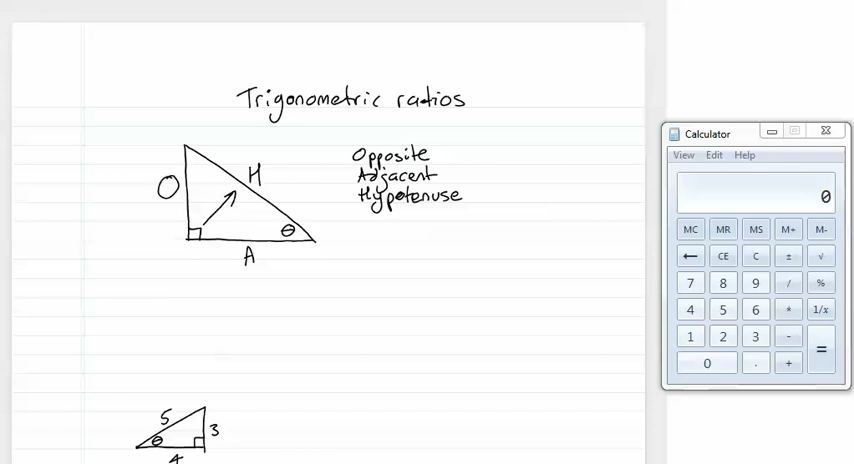 Trigonometric ratios
O
H
θ
A
Opposite
Adjacent
Hypotenuse
5
θ
3
4
Calculator
View Edit Help
0
MC MR MS M+ M-
← CE C ± √
7 8 9 / %
4 5 6 * 1/x
1 2 3 - =
0 . +